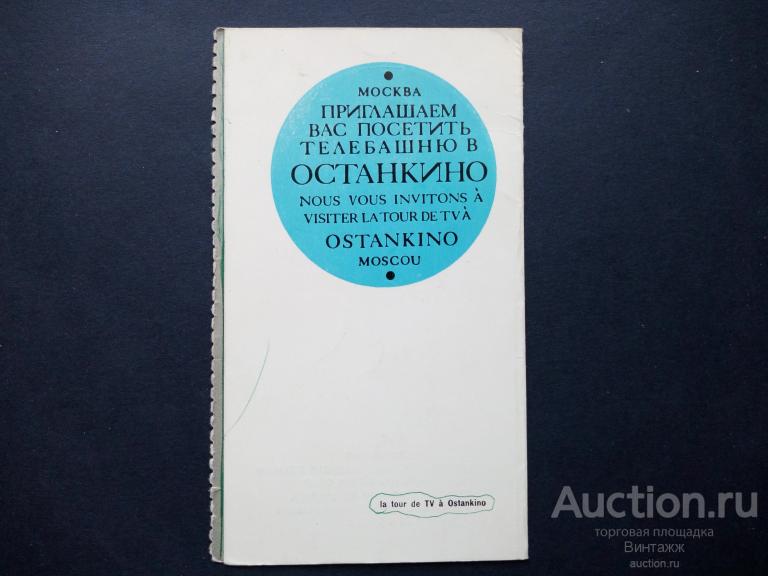 МОСКВА
ПРИГЛАШАЕМ
ВАС ПОСЕТИТЬ
ТЕЛЕБАШНЮ В
ОСТАНКИНО
NOUS VOUS INVITONS À
VISITER LA TOUR DE TV À
OSTANKINO
MOSCOU
la tour de TV à Ostankino
Auction.ru
торговая площадка
Винтажж
auction.ru